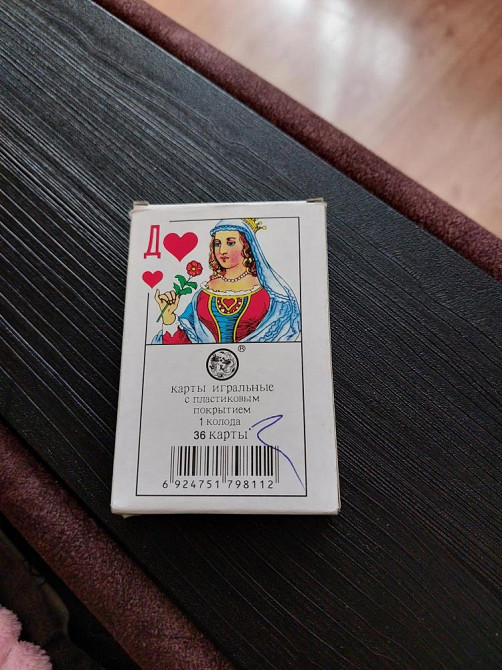 Д
®
карты игральные
с пластиковым
покрытием
1 колода
36 карты
6 924751 798112